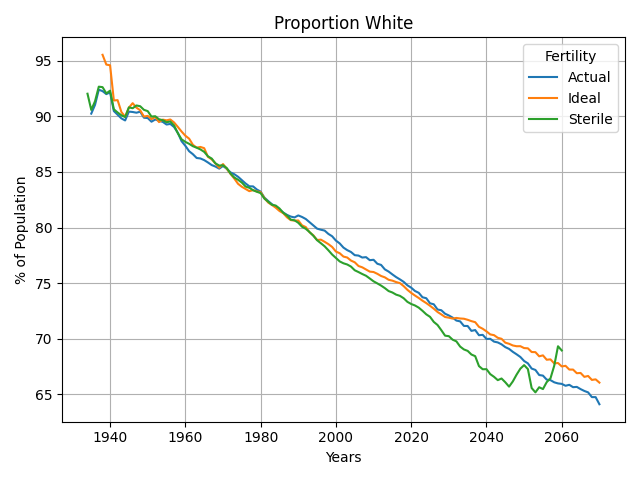 Proportion White
Fertility
Actual
Ideal
Sterile
% of Population
95
90
85
80
75
70
65
1940 1960 1980 2000 2020 2040 2060
Years